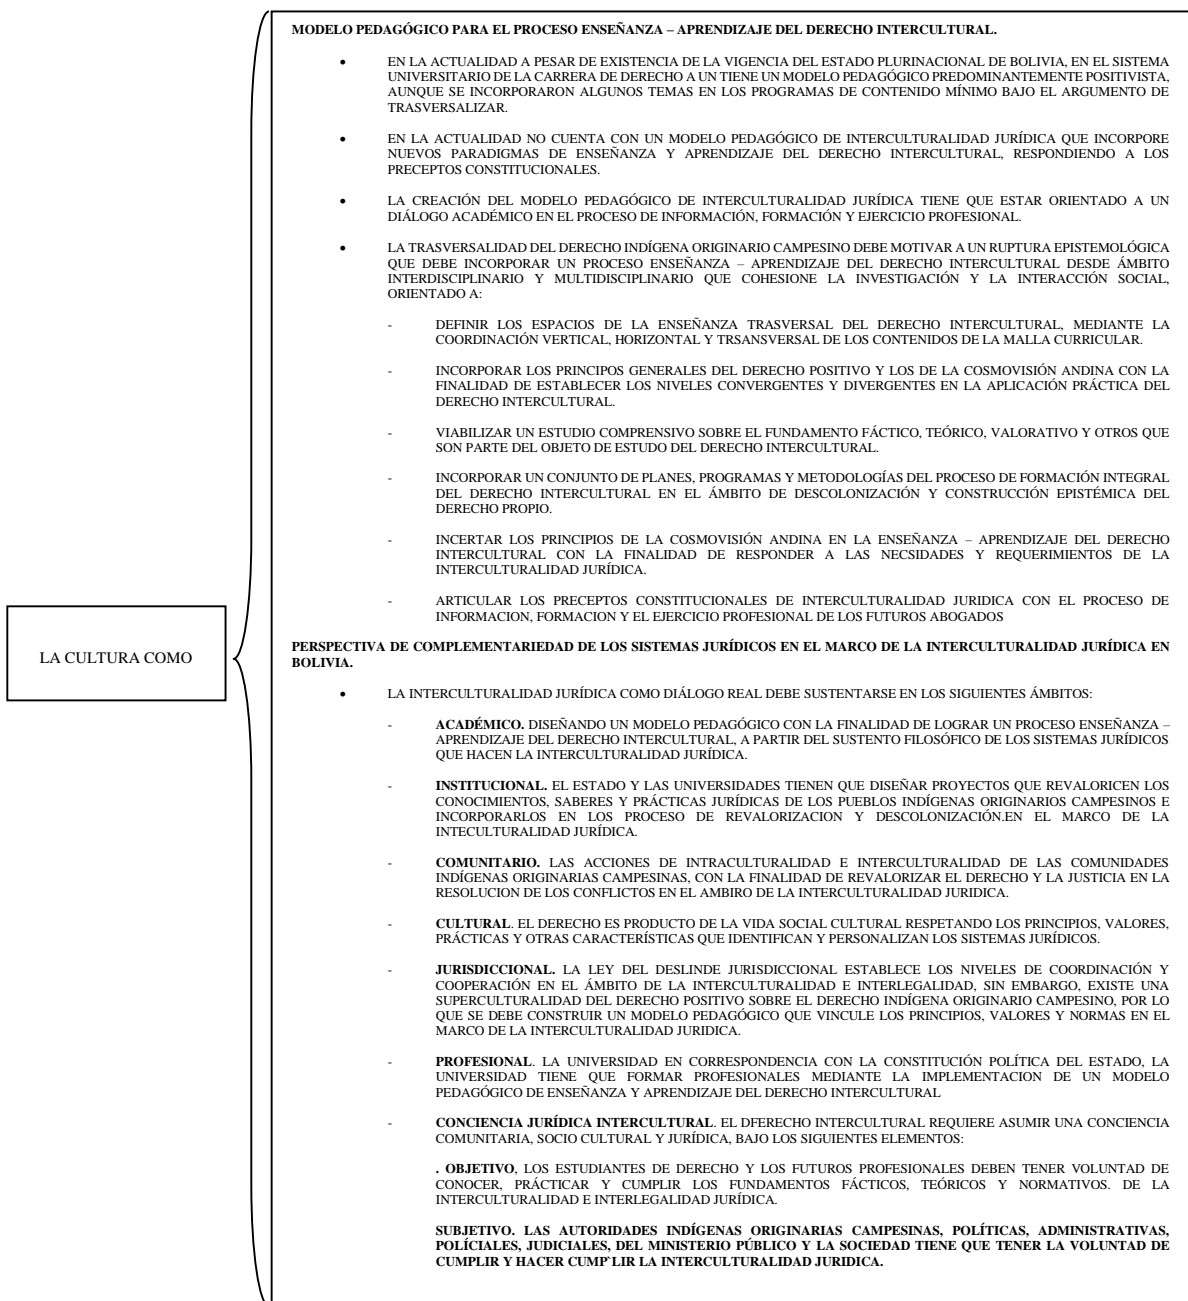 MODELO PEDAGÓGICO PARA EL PROCESO ENSEÑANZA – APRENDIZAJE DEL DERECHO INTERCULTURAL.
• EN LA ACTUALIDAD A PESAR DE EXISTENCIA DE LA VIGENCIA DEL ESTADO PLURINACIONAL DE BOLIVIA, EN EL SISTEMA
UNIVERSITARIO DE LA CARRERA DE DERECHO A UN TIENE UN MODELO PEDAGÓGICO PREDOMINANTEMENTE POSITIVISTA,
AUNQUE SE INCORPORARON ALGUNOS TEMAS EN LOS PROGRAMAS DE CONTENIDO MÍNIMO BAJO EL ARGUMENTO DE
TRASVERSALIZAR.
• EN LA ACTUALIDAD NO CUENTA CON UN MODELO PEDAGÓGICO DE INTERCULTURALIDAD JURÍDICA QUE INCORPORE
NUEVOS PARADIGMAS DE ENSEÑANZA Y APRENDIZAJE DEL DERECHO INTERCULTURAL, RESPONDIENDO A LOS
PRECEPTOS CONSTITUCIONALES.
• LA CREACIÓN DEL MODELO PEDAGÓGICO DE INTERCULTURALIDAD JURÍDICA TIENE QUE ESTAR ORIENTADO A UN
DIÁLOGO ACADÉMICO EN EL PROCESO DE INFORMACIÓN, FORMACIÓN Y EJERCICIO PROFESIONAL.
• LA TRASVERSALIDAD DEL DERECHO INDÍGENA ORIGINARIO CAMPESINO DEBE MOTIVAR A UN RUPTURA EPISTEMOLÓGICA
QUE DEBE INCORPORAR UN PROCESO ENSEÑANZA – APRENDIZAJE DEL DERECHO INTERCULTURAL DESDE ÁMBITO
INTERDISCIPLINARIO Y MULTIDISCIPLINARIO QUE COHESIONE LA INVESTIGACIÓN Y LA INTERACCIÓN SOCIAL,
ORIENTADO A:
- DEFINIR LOS ESPACIOS DE LA ENSEÑANZA TRASVERSAL DEL DERECHO INTERCULTURAL, MEDIANTE LA
COORDINACIÓN VERTICAL, HORIZONTAL Y TRSANSVERSAL DE LOS CONTENIDOS DE LA MALLA CURRICULAR.
- INCORPORAR LOS PRINCIPOS GENERALES DEL DERECHO POSITIVO Y LOS DE LA COSMOVISIÓN ANDINA CON LA
FINALIDAD DE ESTABLECER LOS NIVELES CONVERGENTES Y DIVERGENTES EN LA APLICACIÓN PRÁCTICA DEL
DERECHO INTERCULTURAL.
- VIABILIZAR UN ESTUDIO COMPRENSIVO SOBRE EL FUNDAMENTO FÁCTICO, TEÓRICO, VALORATIVO Y OTROS QUE
SON PARTE DEL OBJETO DE ESTUDIO DEL DERECHO INTERCULTURAL.
- INCORPORAR UN CONJUNTO DE PLANES, PROGRAMAS Y METODOLOGÍAS DEL PROCESO DE FORMACIÓN INTEGRAL
DEL DERECHO INTERCULTURAL EN EL ÁMBITO DE DESCOLONIZACIÓN Y CONSTRUCCIÓN EPISTÉMICA DEL
DERECHO PROPIO.
- INCERTAR LOS PRINCIPIOS DE LA COSMOVISIÓN ANDINA EN LA ENSEÑANZA – APRENDIZAJE DEL DERECHO
INTERCULTURAL CON LA FINALIDAD DE RESPONDER A LAS NECSIDADES Y REQUERIMIENTOS DE LA
INTERCULTURALIDAD JURÍDICA.
- ARTICULAR LOS PRECEPTOS CONSTITUCIONALES DE INTERCULTURALIDAD JURIDICA CON EL PROCESO DE
INFORMACION, FORMACION Y EL EJERCICIO PROFESIONAL DE LOS FUTUROS ABOGADOS
LA CULTURA COMO
PERSPECTIVA DE COMPLEMENTARIEDAD DE LOS SISTEMAS JURÍDICOS EN EL MARCO DE LA INTERCULTURALIDAD JURÍDICA EN
BOLIVIA.
• LA INTERCULTURALIDAD JURÍDICA COMO DIÁLOGO REAL DEBE SUSTENTARSE EN LOS SIGUIENTES ÁMBITOS:
- ACADÉMICO. DISEÑANDO UN MODELO PEDAGÓGICO CON LA FINALIDAD DE LOGRAR UN PROCESO ENSEÑANZA –
APRENDIZAJE DEL DERECHO INTERCULTURAL, A PARTIR DEL SUSTENTO FILOSÓFICO DE LOS SISTEMAS JURÍDICOS
QUE HACEN LA INTERCULTURALIDAD JURÍDICA.
- INSTITUCIONAL. EL ESTADO Y LAS UNIVERSIDADES TIENEN QUE DISEÑAR PROYECTOS QUE REVALORICEN LOS
CONOCIMIENTOS, SABERES Y PRÁCTICAS JURÍDICAS DE LOS PUEBLOS INDÍGENAS ORIGINARIOS CAMPESINOS E
INCORPORARLOS EN LOS PROCESO DE REVALORIZACION Y DESCOLONIZACIÓN.EN EL MARCO DE LA
INTECULTURALIDAD JURÍDICA.
- COMUNITARIO. LAS ACCIONES DE INTRACULTURALIDAD E INTERCULTURALIDAD DE LAS COMUNIDADES
INDÍGENAS ORIGINARIAS CAMPESINAS, CON LA FINALIDAD DE REVALORIZAR EL DERECHO Y LA JUSTICIA EN LA
RESOLUCION DE LOS CONFLICTOS EN EL AMBIRO DE LA INTERCULTURALIDAD JURIDICA.
- CULTURAL. EL DERECHO ES PRODUCTO DE LA VIDA SOCIAL CULTURAL RESPETANDO LOS PRINCIPIOS, VALORES,
PRÁCTICAS Y OTRAS CARACTERÍSTICAS QUE IDENTIFICAN Y PERSONALIZAN LOS SISTEMAS JURÍDICOS.
- JURISDICCIONAL. LA LEY DEL DESLINDE JURISDICCIONAL ESTABLECE LOS NIVELES DE COORDINACIÓN Y
COOPERACIÓN EN EL ÁMBITO DE LA INTERCULTURALIDAD E INTERLEGALIDAD, SIN EMBARGO, EXISTE UNA
SUPERCULTURALIDAD DEL DERECHO POSITIVO SOBRE EL DERECHO INDÍGENA ORIGINARIO CAMPESINO, POR LO
QUE SE DEBE CONSTRUIR UN MODELO PEDAGÓGICO QUE VINCULE LOS PRINCIPIOS, VALORES Y NORMAS EN EL
MARCO DE LA INTERCULTURALIDAD JURIDICA.
- PROFESIONAL. LA UNIVERSIDAD EN CORRESPONDENCIA CON LA CONSTITUCIÓN POLÍTICA DEL ESTADO, LA
UNIVERSIDAD TIENE QUE FORMAR PROFESIONALES MEDIANTE LA IMPLEMENTACION DE UN MODELO
PEDAGÓGICO DE ENSEÑANZA Y APRENDIZAJE DEL DERECHO INTERCULTURAL
- CONCIENCIA JURÍDICA INTERCULTURAL. EL DFERECHO INTERCULTURAL REQUIERE ASUMIR UNA CONCIENCIA
COMUNITARIA, SOCIO CULTURAL Y JURÍDICA, BAJO LOS SIGUIENTES ELEMENTOS:
. OBJETIVO, LOS ESTUDIANTES DE DERECHO Y LOS FUTUROS PROFESIONALES DEBEN TENER VOLUNTAD DE
CONOCER, PRÁCTICAR Y CUMPLIR LOS FUNDAMENTOS FÁCTICOS, TEÓRICOS Y NORMATIVOS. DE LA
INTERCULTURALIDAD E INTERLEGALIDAD JURÍDICA.
SUBJETIVO. LAS AUTORIDADES INDÍGENAS ORIGINARIAS CAMPESINAS, POLÍTICAS, ADMINISTRATIVAS,
POLÍCIALES, JUDICIALES, DEL MINISTERIO PÚBLICO Y LA SOCIEDAD TIENE QUE TENER LA VOLUNTAD DE
CUMPLIR Y HACER CUMP`LIR LA INTERCULTURALIDAD JURIDICA.